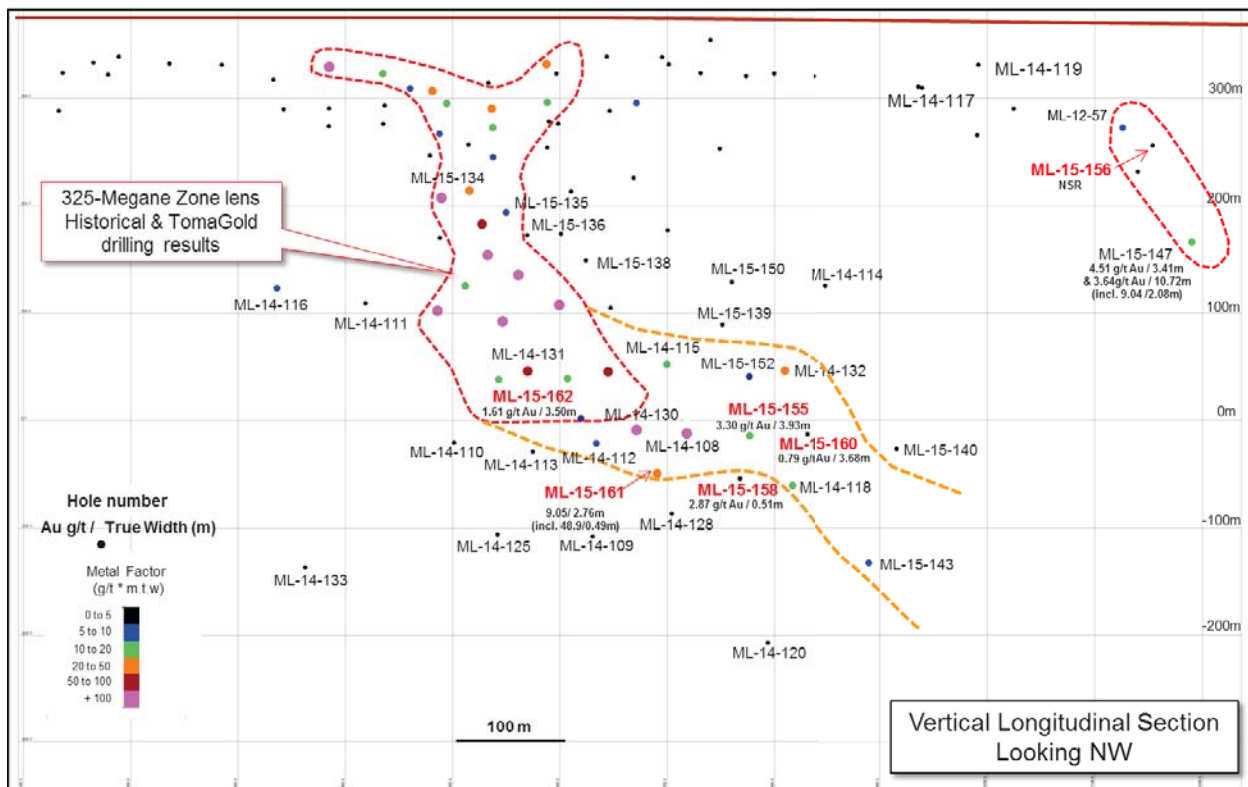 ML-14-119
ML-14-117
300m
ML-12-57
ML-15-156
NSR
ML-15-134
325-Megane Zone lens
Historical & TomaGold
drilling results
ML-15-135
200m
ML-15-136
ML-15-138
ML-15-147
4.51 g/t Au / 3.41m
& 3.64g/t Au / 10.72m
(incl. 9.04 /2.08m)
ML-15-150
ML-14-114
ML-14-116
ML-14-111
100m
ML-15-139
ML-14-131
ML-14-115
ML-15-152
ML-14-132
ML-15-162
1.61 g/t Au / 3.50m
ML-14-130
ML-15-155
3.30 g/t Au / 3.93m
0m
ML-14-110
ML-14-113
ML-14-112
ML-14-108
ML-15-160
0.79 g/tAu / 3.68m
ML-15-140
ML-15-161
9.05/ 2.76m
(incl. 48.9/0.49m)
ML-15-158
2.87 g/t Au / 0.51m
ML-14-118
ML-14-128
-100m
ML-14-125
ML-14-109
ML-14-133
ML-15-143
-200m
ML-14-120
Hole number
Au g/t / True Width (m)
Metal Factor
(g/t * m.t.w)
0 to 5
5 to 10
10 to 20
20 to 50
50 to 100
+ 100
100 m
Vertical Longitudinal Section
Looking NW